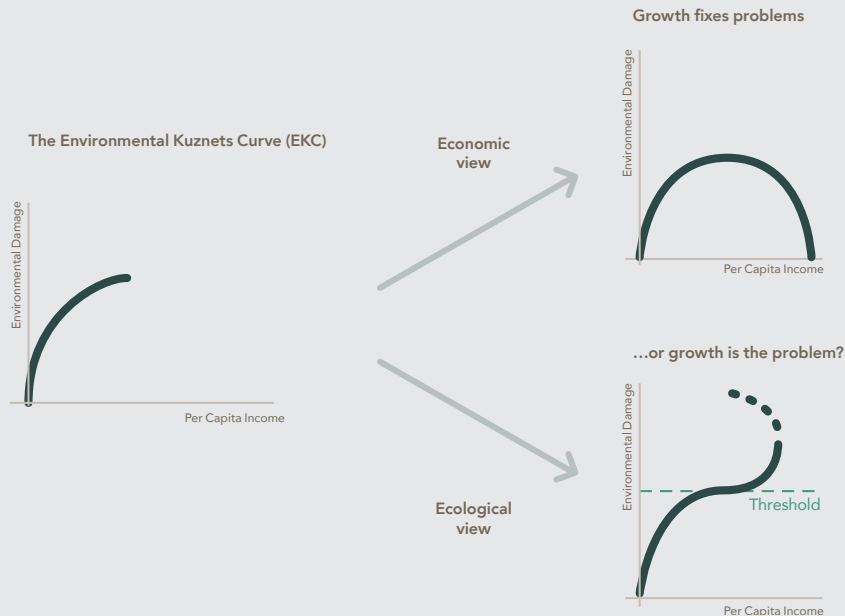 The Environmental Kuznets Curve (EKC)
Environmental Damage
Per Capita Income
Economic
view
Growth fixes problems
Environmental Damage
Per Capita Income
Ecological
view
…or growth is the problem?
Environmental Damage
Threshold
Per Capita Income